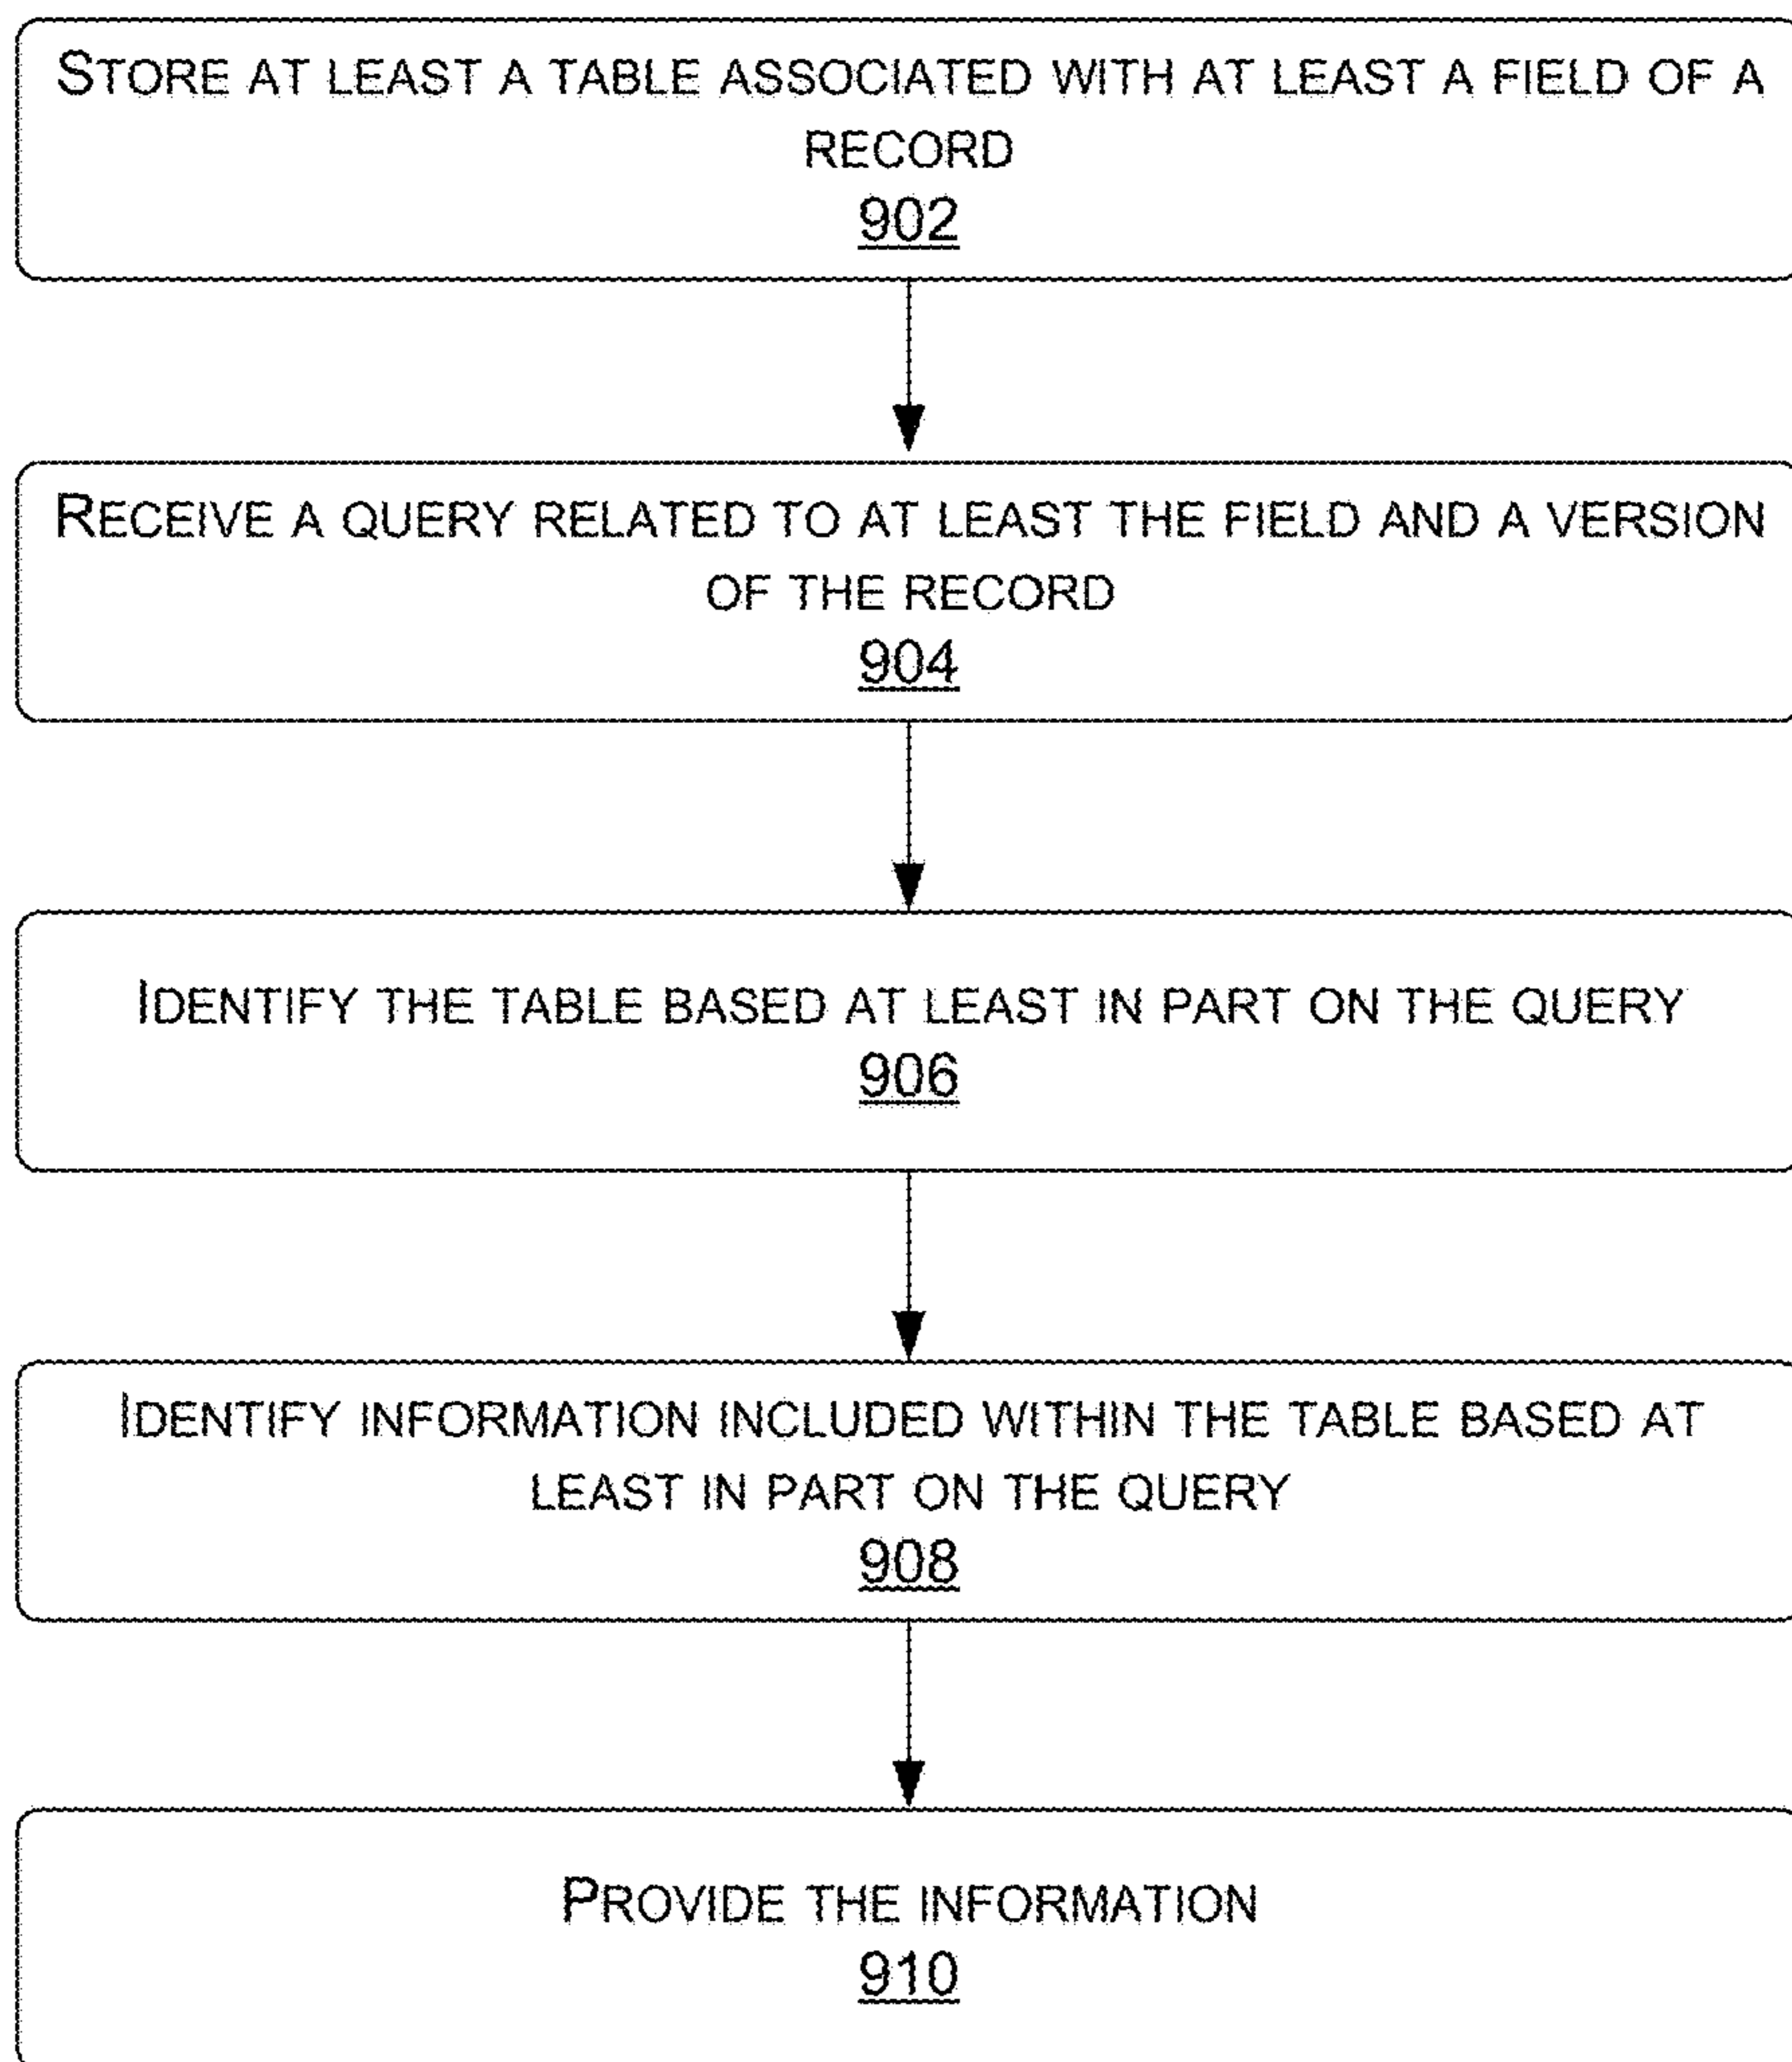 STORE AT LEAST A TABLE ASSOCIATED WITH AT LEAST A FIELD OF A
RECORD
902
RECEIVE A QUERY RELATED TO AT LEAST THE FIELD AND A VERSION
OF THE RECORD
904
IDENTIFY THE TABLE BASED AT LEAST IN PART ON THE QUERY
906
IDENTIFY INFORMATION INCLUDED WITHIN THE TABLE BASED AT
LEAST IN PART ON THE QUERY
908
PROVIDE THE INFORMATION
910